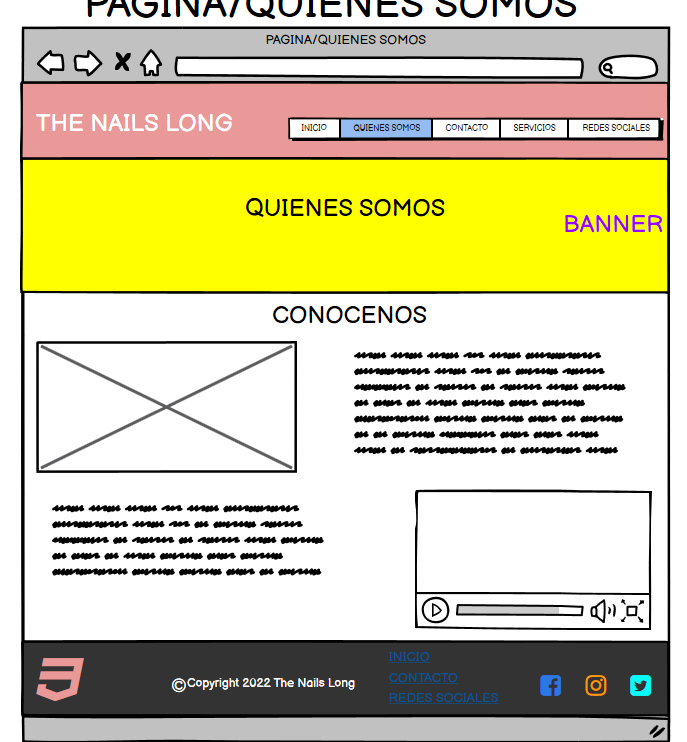 PAGINA/QUIENES SOMOS
PAGINA/QUIENES SOMOS
THE NAILS LONG
INICIO
QUIENES SOMOS
CONTACTO
SERVICIOS
REDES SOCIALES
QUIENES SOMOS
BANNER
CONOCENOS
©Copyright 2022 The Nails Long
INICIO
CONTACTO
REDES SOCIALES